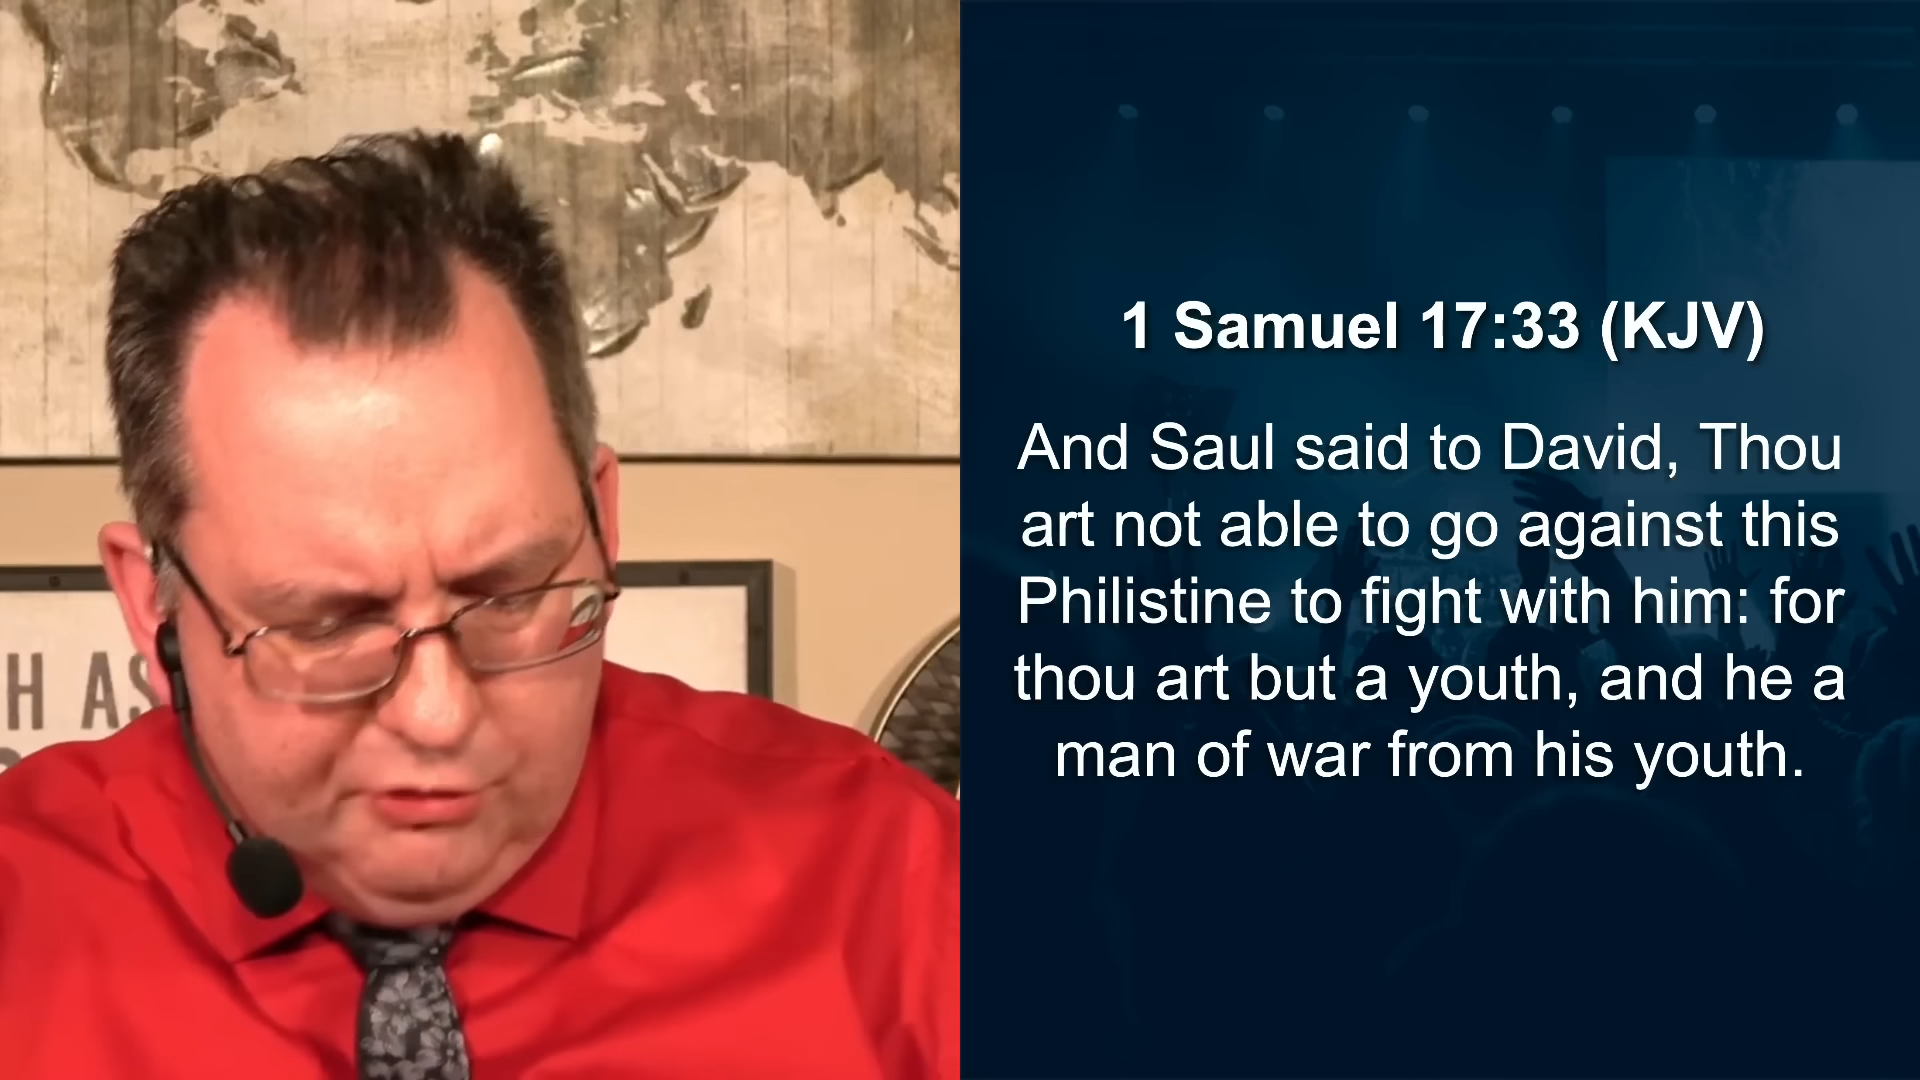 H AS
1 Samuel 17:33 (KJV)
And Saul said to David, Thou
art not able to go against this
Philistine to fight with him: for
thou art but a youth, and he a
man of war from his youth.